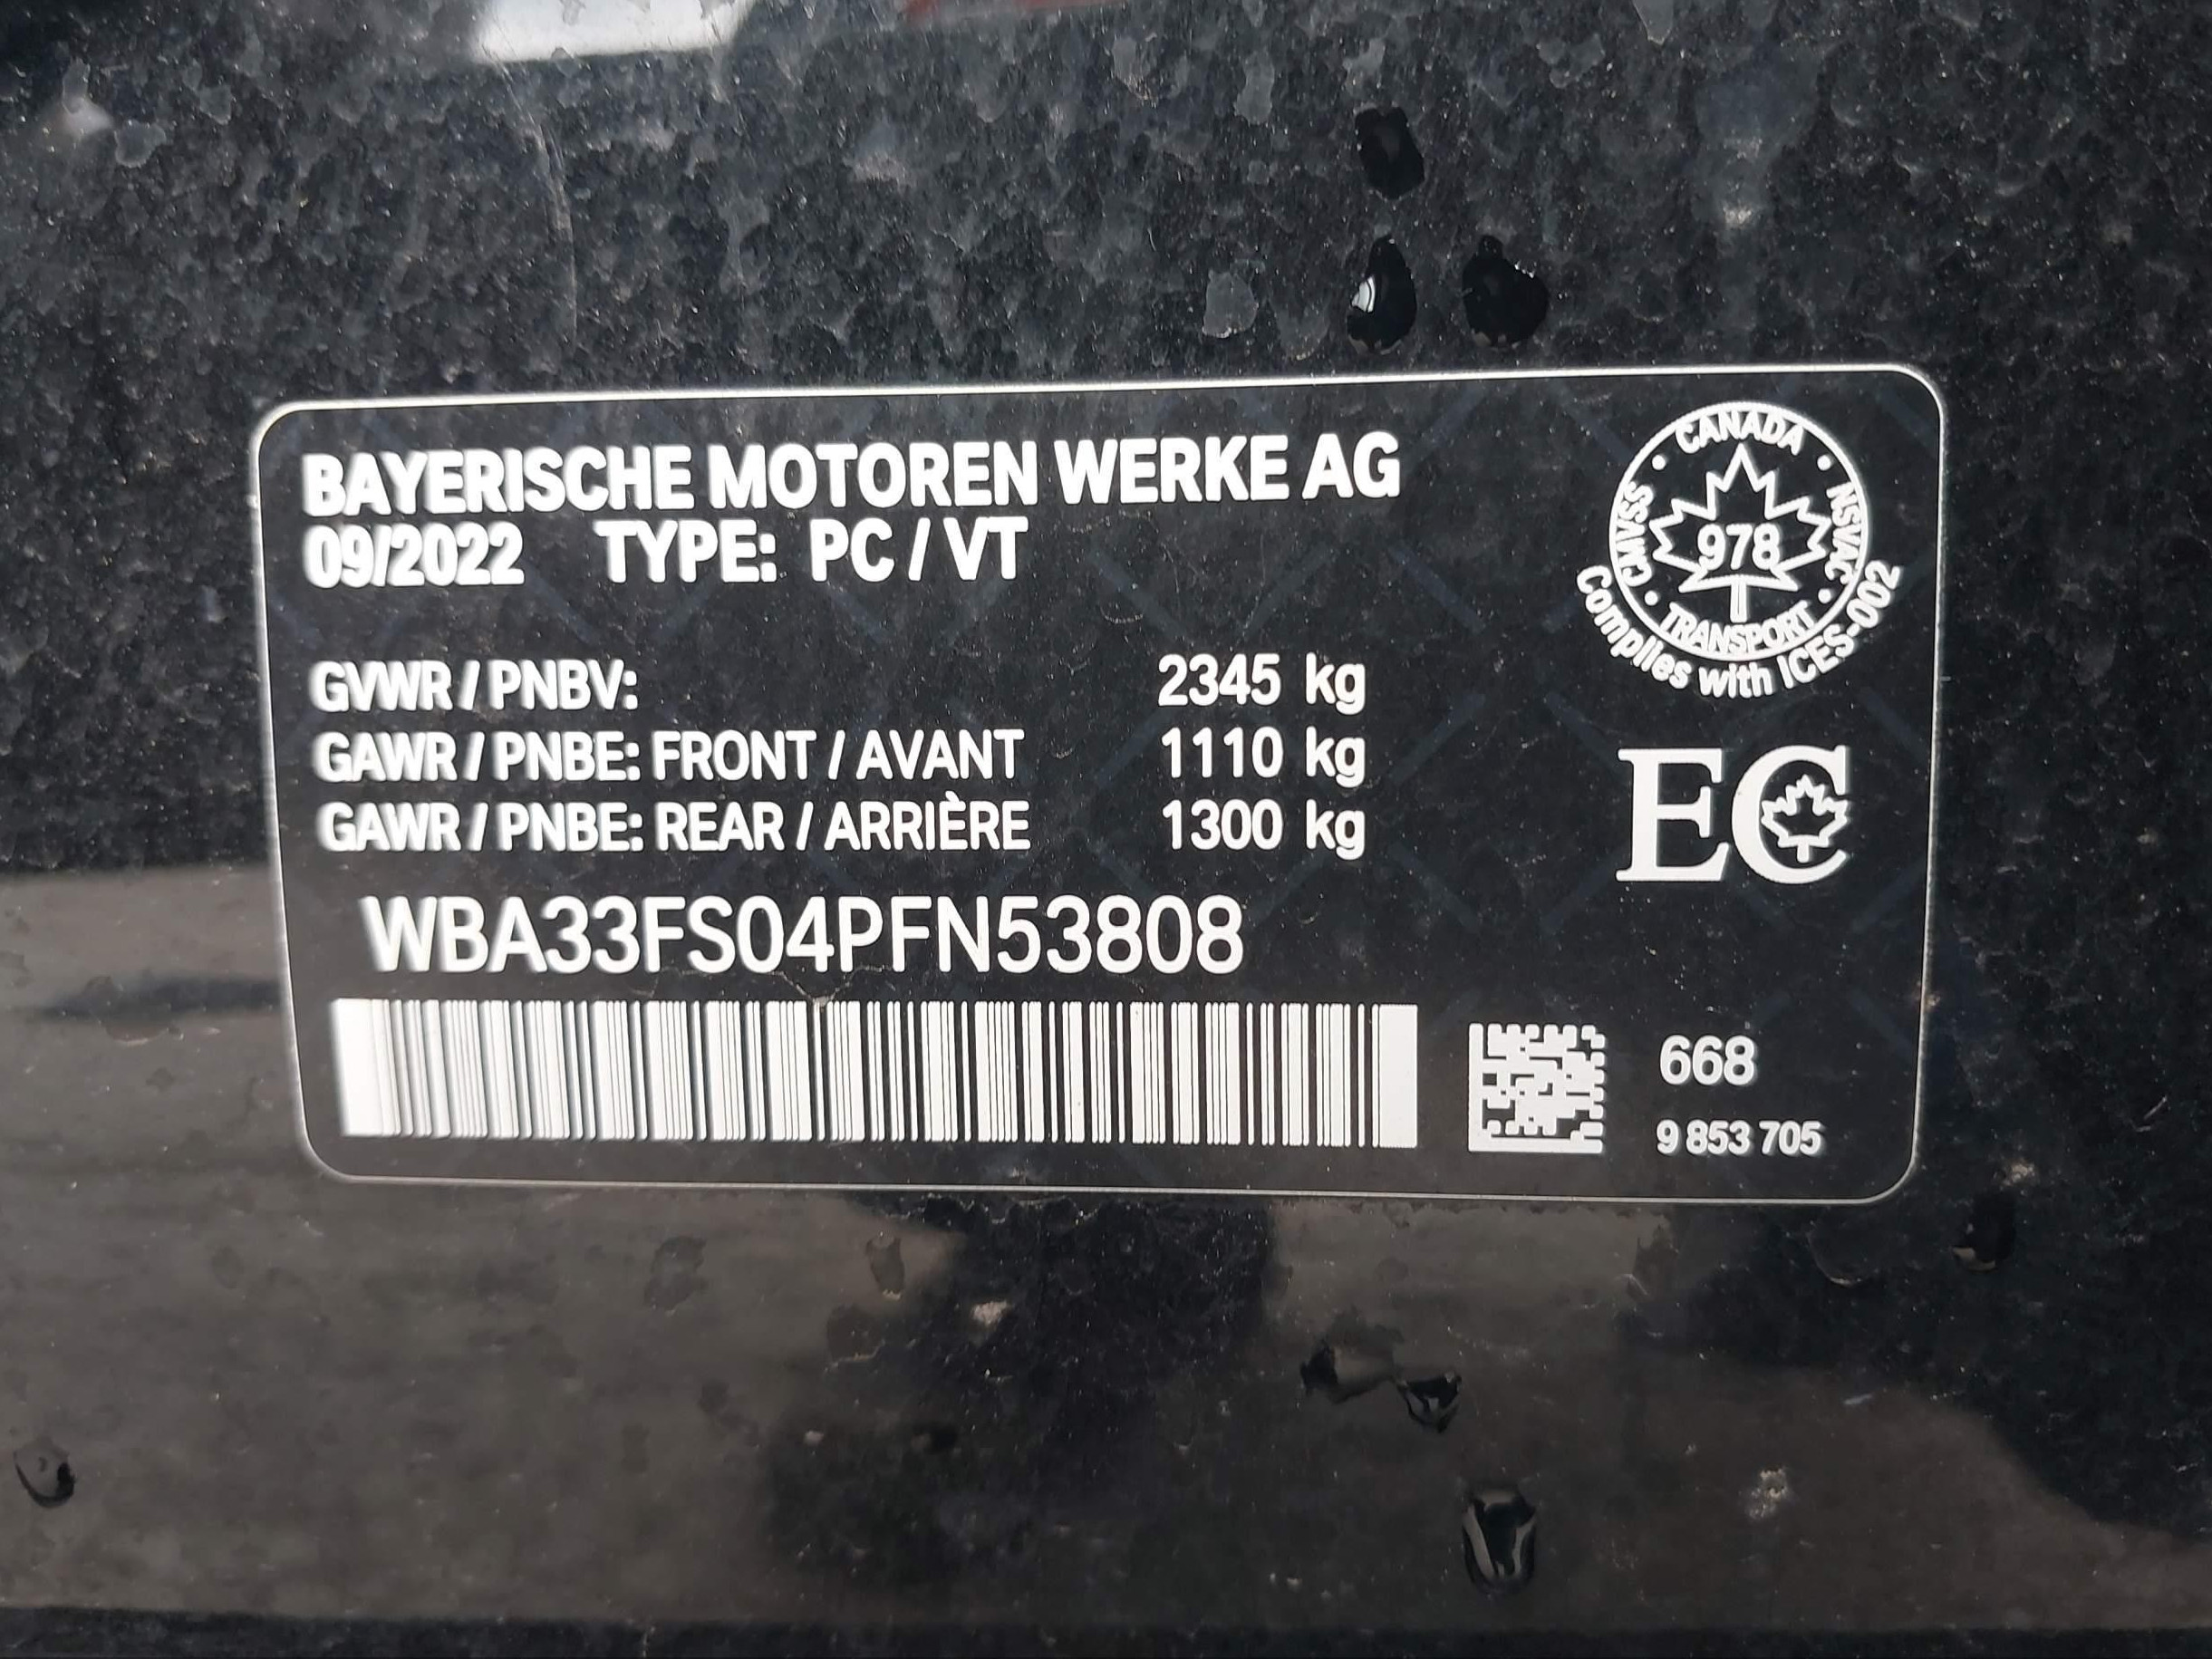 BAYERISCHE MOTOREN WERKE AG
09/2022 TYPE: PC / VT
CANADA
CMVSS
NSVAC
978
TRANSPORT
Complies with ICES-002
GVWR / PNBV: 2345 kg
GAWR / PNBE: FRONT / AVANT 1110 kg
GAWR / PNBE: REAR / ARRIÈRE 1300 kg
EC
WBA33FS04PFN53808
668
9 853 705